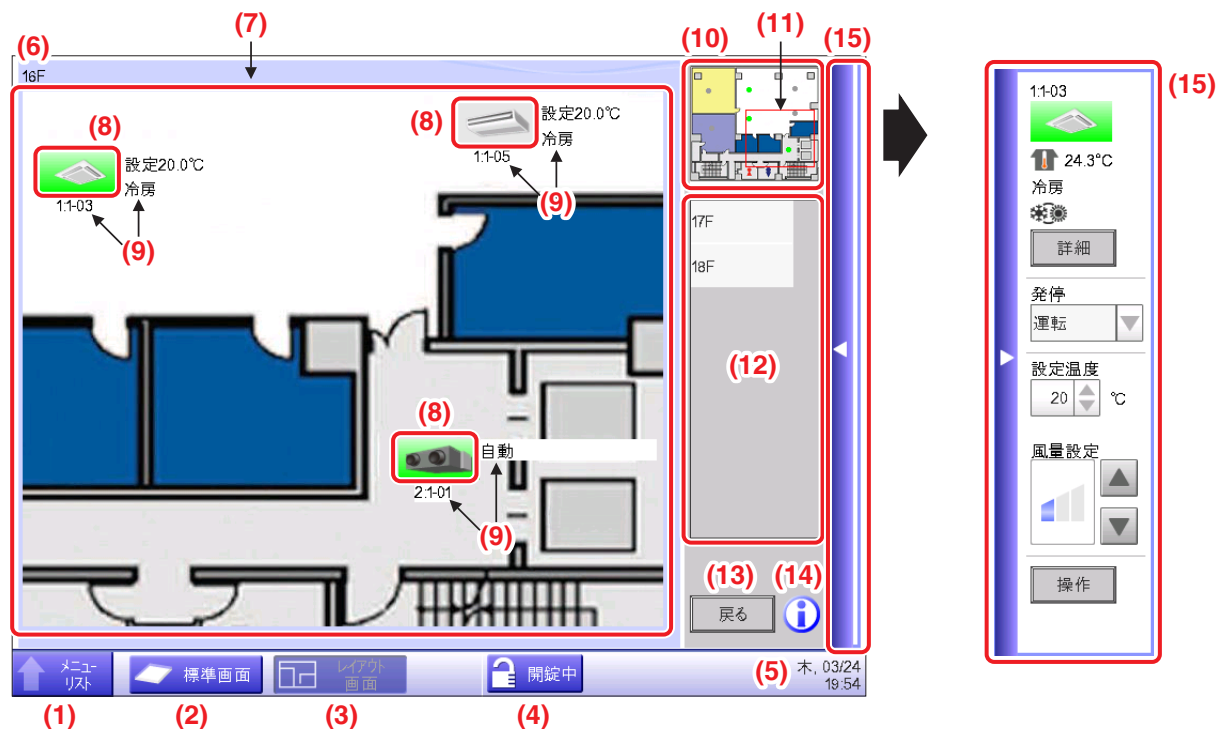 (7)
(11)
(6)
(10)
(15)
16F
(8)
設定20.0℃
冷房
1:1-03
(9)
(8)
設定20.0℃
冷房
1:1-05
(9)
(8)
自動
2:1-01
(9)
17F
18F
(12)
(13)
(14)
戻る
メニュー
リスト
標準画面
レイアウト
画面
開錠中
(5)
木, 03/24
19:54
(1)
(2)
(3)
(4)
(15)
1:1-03
24.3°C
冷房
詳細
発停
運転
設定温度
20 ℃
風量設定
操作